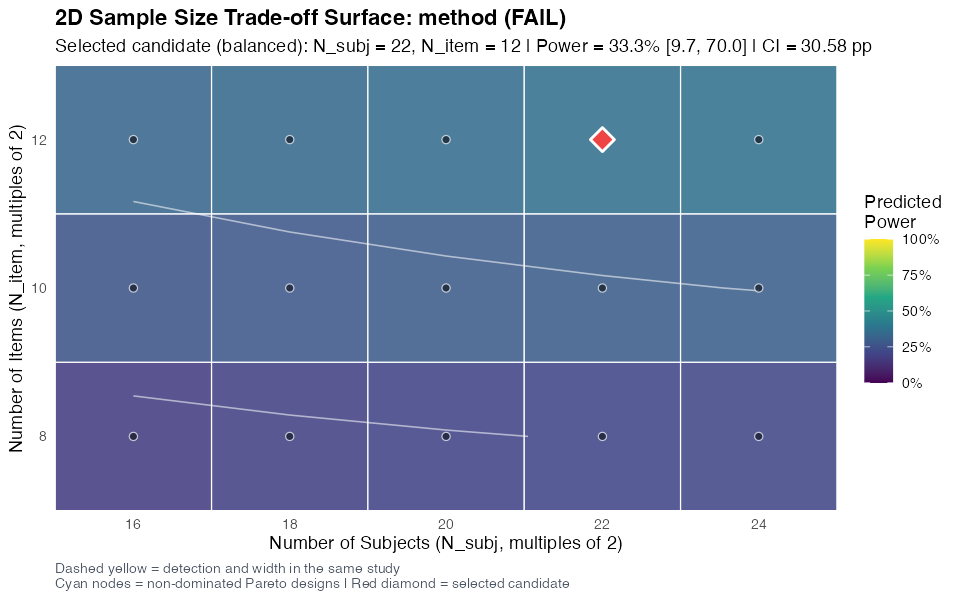 2D Sample Size Trade-off Surface: method (FAIL)
Selected candidate (balanced): N_subj = 22, N_item = 12 | Power = 33.3% [9.7, 70.0] | CI = 30.58 pp
Number of Items (N_item, multiples of 2)
12
10
8
16
18
20
22
24
Number of Subjects (N_subj, multiples of 2)
Predicted
Power
100%
75%
50%
25%
0%
Dashed yellow = detection and width in the same study
Cyan nodes = non-dominated Pareto designs | Red diamond = selected candidate